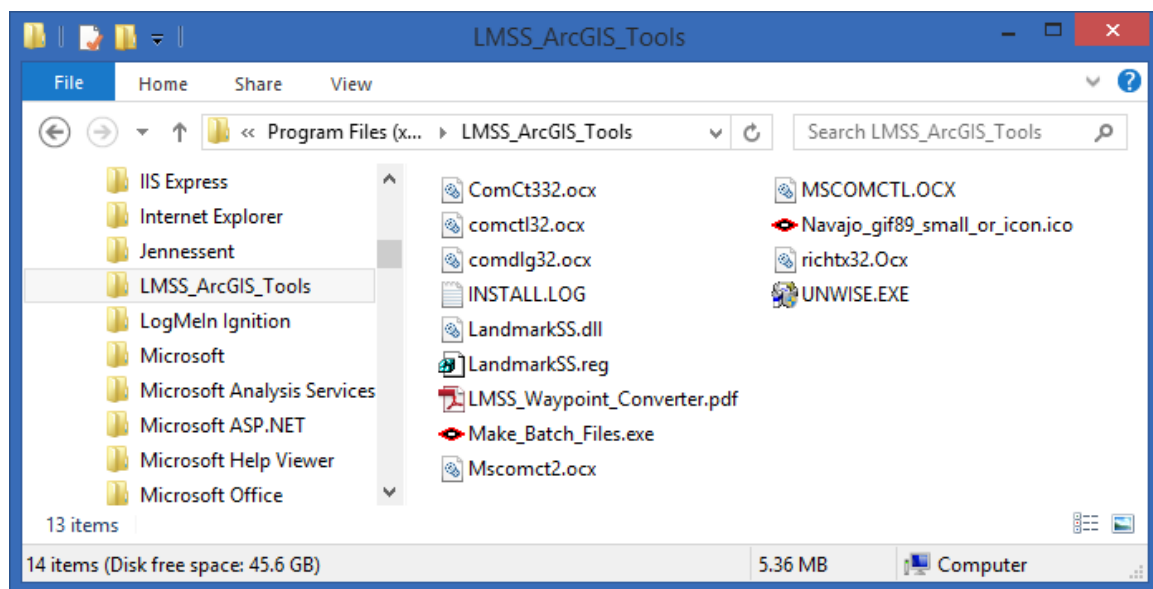 LMSS_ArcGIS_Tools
File Home Share View
« Program Files (x... LMSS_ArcGIS_Tools Search LMSS_ArcGIS_Tools
IIS Express
Internet Explorer
Jennessent
LMSS_ArcGIS_Tools
LogMeIn Ignition
Microsoft
Microsoft Analysis Services
Microsoft ASP.NET
Microsoft Help Viewer
Microsoft Office
ComCt332.ocx
comctl32.ocx
comdlg32.ocx
INSTALL.LOG
LandmarkSS.dll
LandmarkSS.reg
LMSS_Waypoint_Converter.pdf
Make_Batch_Files.exe
Mscomct2.ocx
MSCOMCTL.OCX
Navajo_gif89_small_or_icon.ico
richtx32.Ocx
UNWISE.EXE
13 items
14 items (Disk free space: 45.6 GB) 5.36 MB Computer